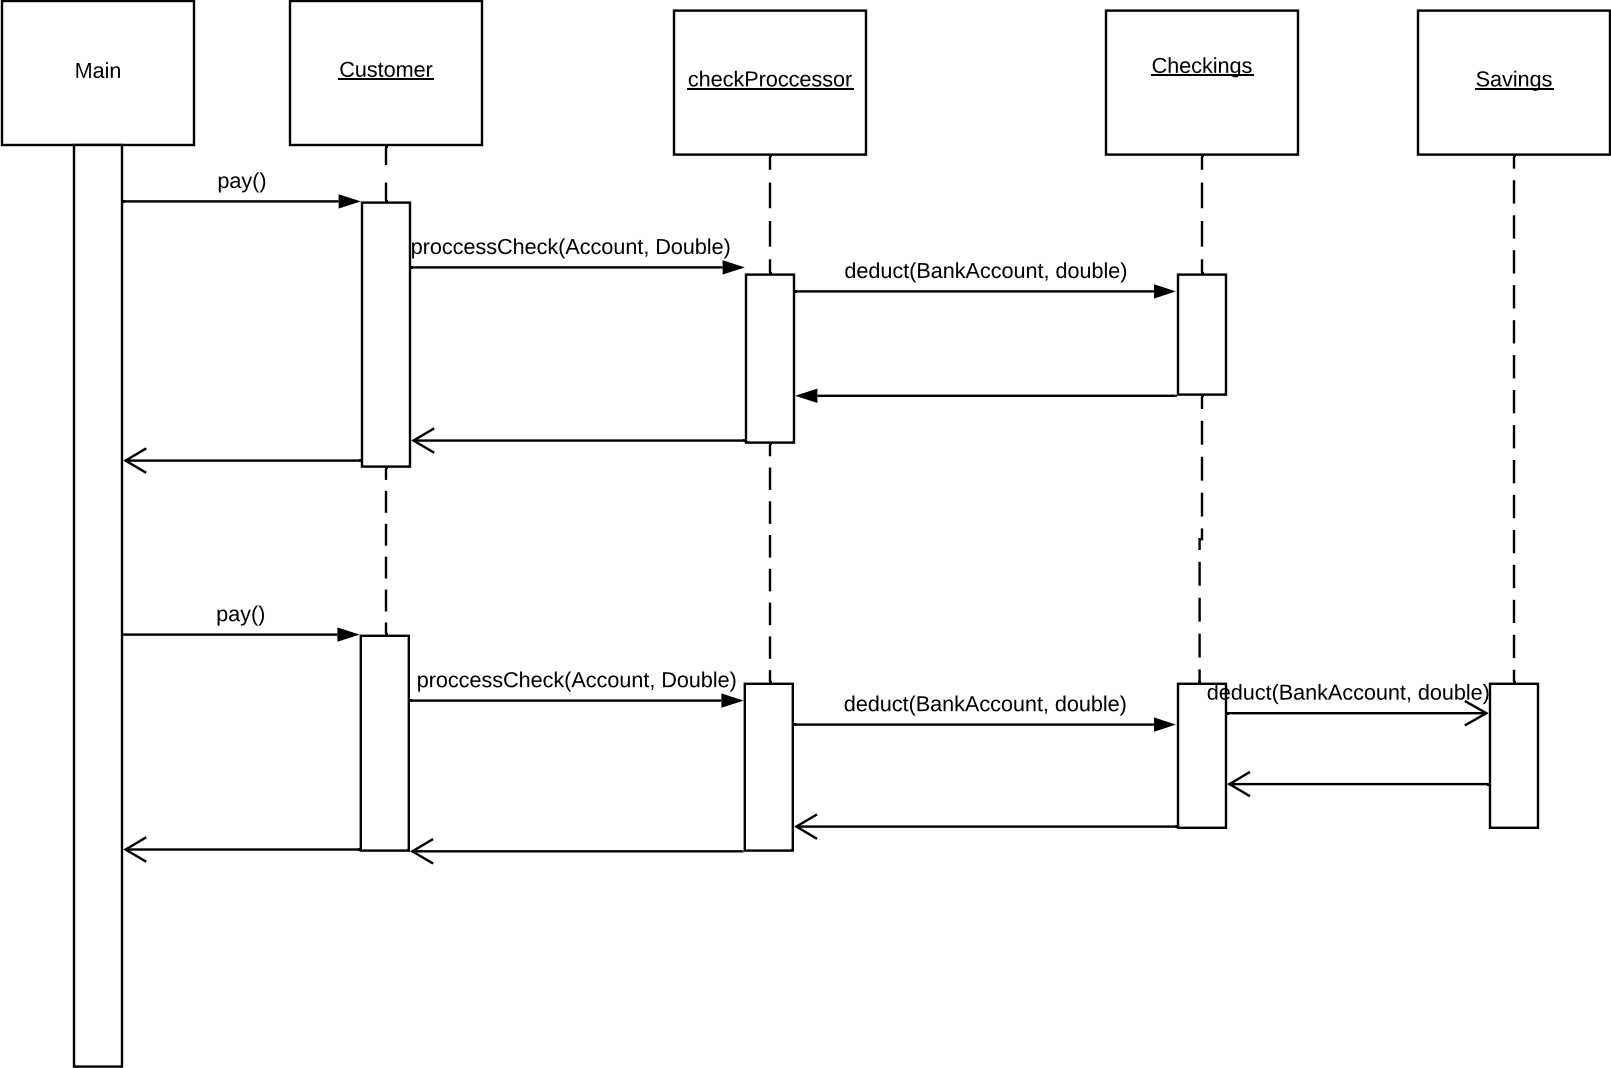 Main
Customer
checkProccessor
Checkings
Savings
pay()
proccessCheck(Account, Double)
deduct(BankAccount, double)
pay()
proccessCheck(Account, Double)
deduct(BankAccount, double)
deduct(BankAccount, double)